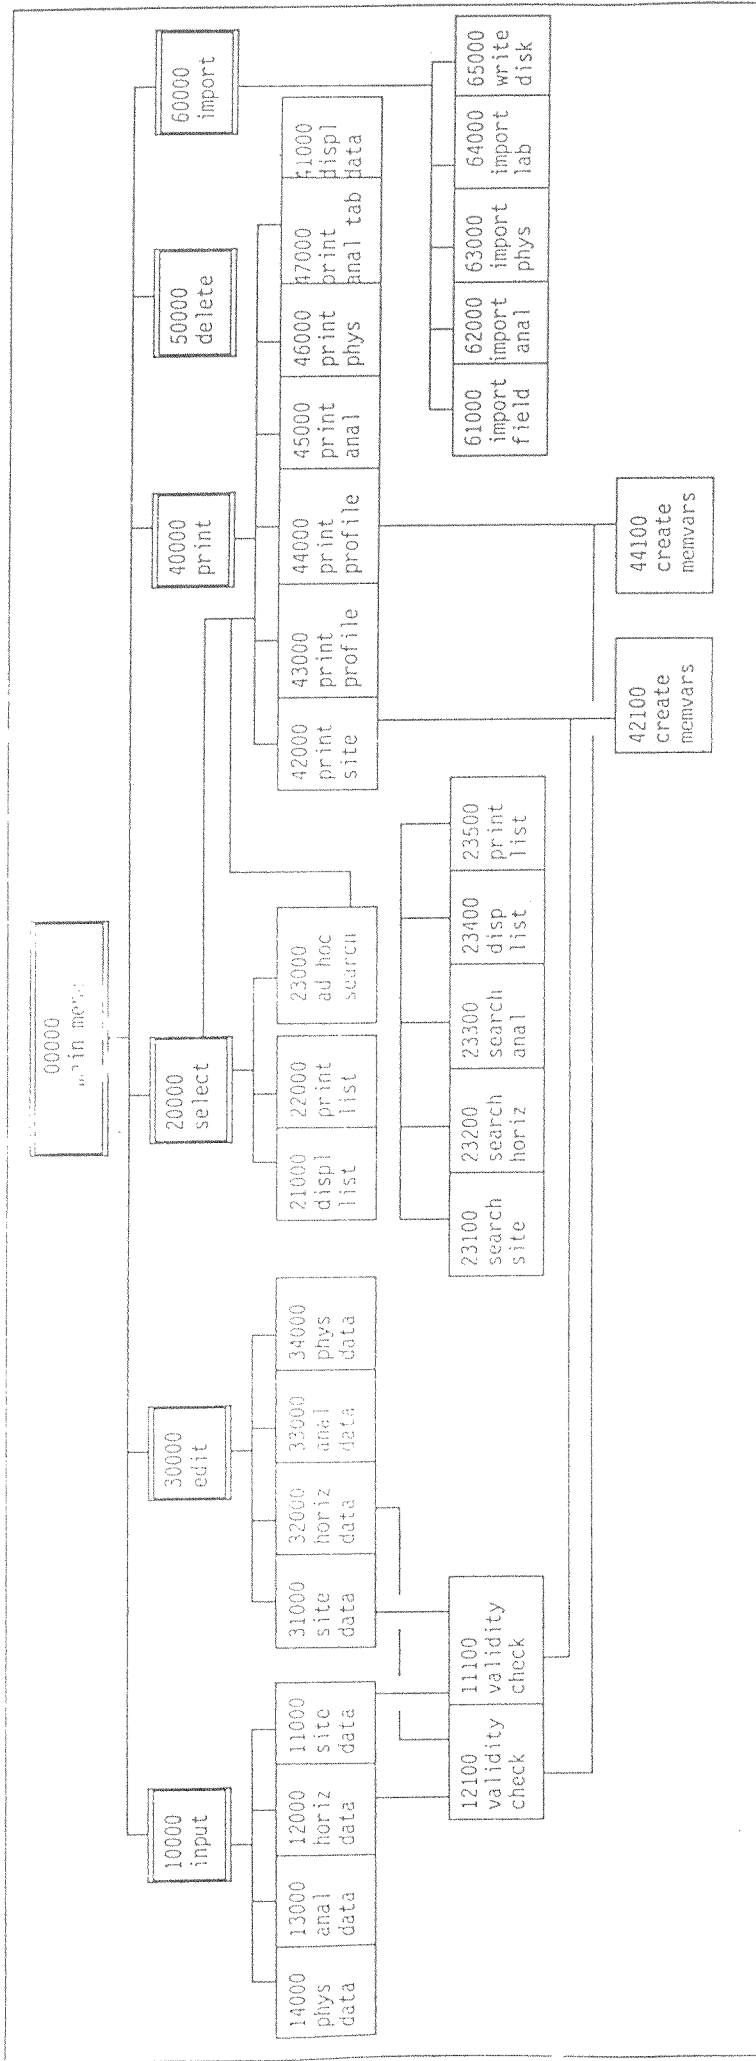 00000
20000
select
10000
input
30000
edit
40000
print
50000
delete
60000
import
14000
phys
data
13000
anal
data
12000
horiz
data
11000
site
data
31000
site
data
32000
horiz
data
33000
anal
data
34000
phys
data
21000
displ
list
22000
print
list
23000
ad hoc
search
42000
print
site
43000
print
profile
44000
print
profile
45000
print
anal
46000
print
phys
47000
print
anal tab
displ
data
12100
validity
check
11100
validity
check
23100
search
site
23200
search
horiz
23300
search
anal
23400
disp
list
23500
print
list
61000
import
field
62000
import
anal
63000
import
phys
64000
import
lab
65000
write
disk
42100
create
memvars
44100
create
memvars